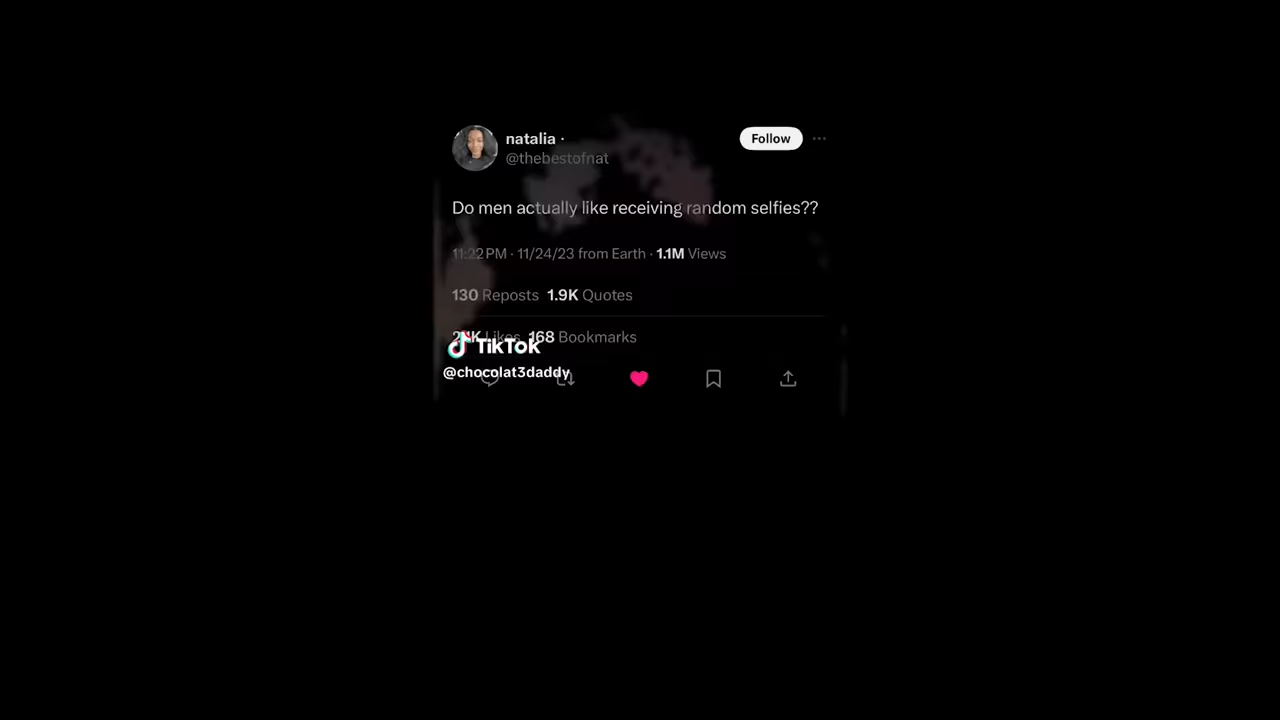 natalia ·
@thebestofnat
Follow
Do men actually like receiving random selfies??
11:22 PM · 11/24/23 from Earth · 1.1M Views
130 Reposts 1.9K Quotes
Likes 168 Bookmarks
TikTok
@chocolat3daddy